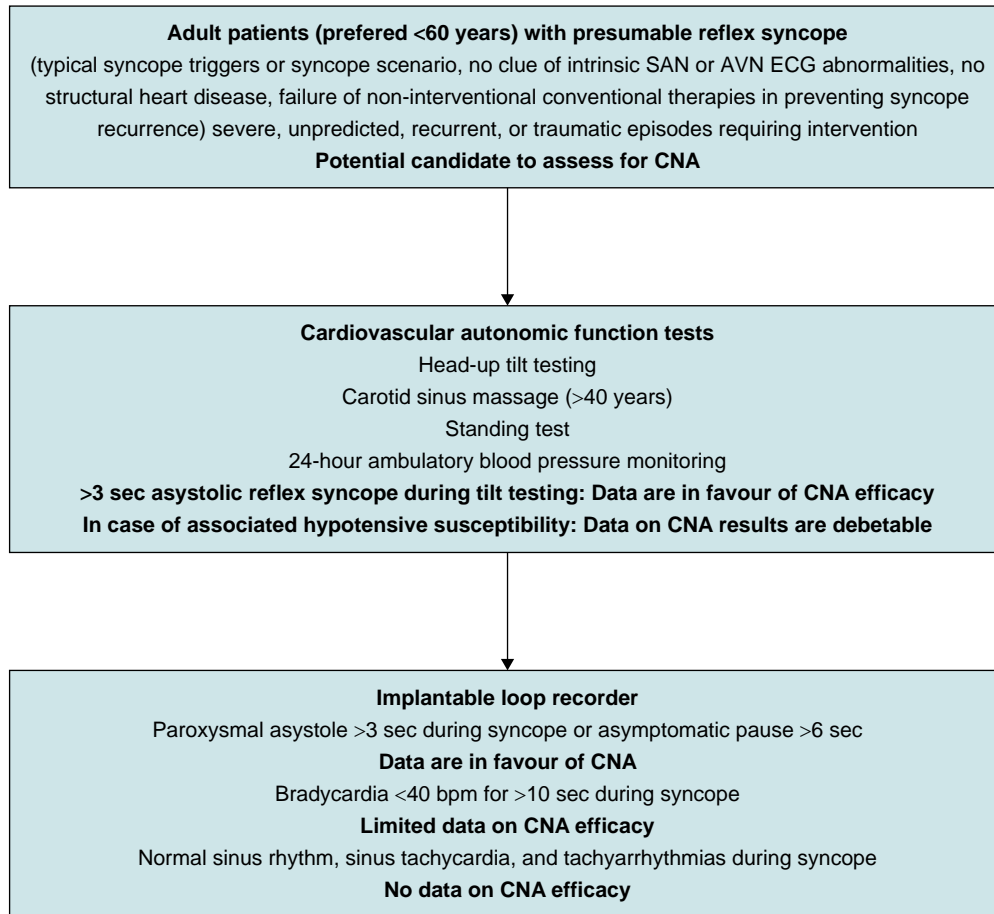 Adult patients (prefered <60 years) with presumable reflex syncope
(typical syncope triggers or syncope scenario, no clue of intrinsic SAN or AVN ECG abnormalities, no
structural heart disease, failure of non-interventional conventional therapies in preventing syncope
recurrence) severe, unpredicted, recurrent, or traumatic episodes requiring intervention
Potential candidate to assess for CNA
Cardiovascular autonomic function tests
Head-up tilt testing
Carotid sinus massage (>40 years)
Standing test
24-hour ambulatory blood pressure monitoring
>3 sec asystolic reflex syncope during tilt testing: Data are in favour of CNA efficacy
In case of associated hypotensive susceptibility: Data on CNA results are debetable
Implantable loop recorder
Paroxysmal asystole >3 sec during syncope or asymptomatic pause >6 sec
Data are in favour of CNA
Bradycardia <40 bpm for >10 sec during syncope
Limited data on CNA efficacy
Normal sinus rhythm, sinus tachycardia, and tachyarrhythmias during syncope
No data on CNA efficacy